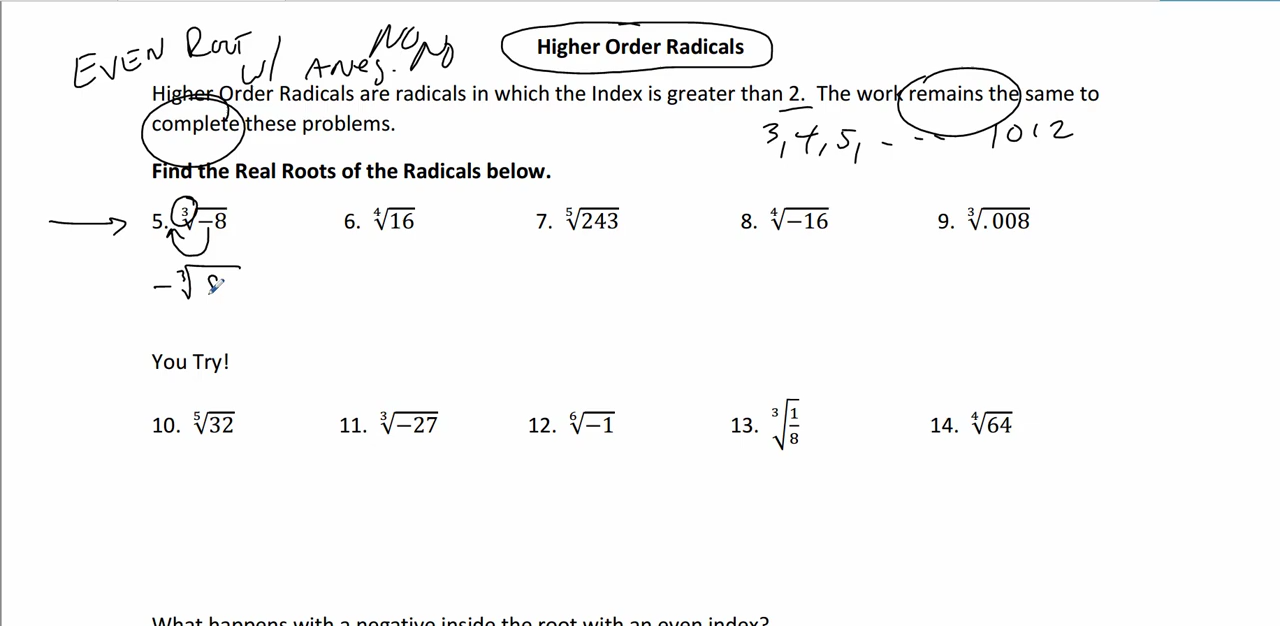 EVEN Root w/ A Neg. NO NO
Higher Order Radicals
Higher Order Radicals are radicals in which the Index is greater than 2. The work remains the same to
complete these problems.
3, 4, 5, - - - 1012
Find the Real Roots of the Radicals below.
5. ∛−8 6. ∜16 7. ⁵√243 8. ∜−16 9. ∛.008
−∛8
You Try!
10. ⁵√32 11. ∛−27 12. ⁶√−1 13. ∛(1/8) 14. ∜64
What happens with a negative inside the root with an even index?